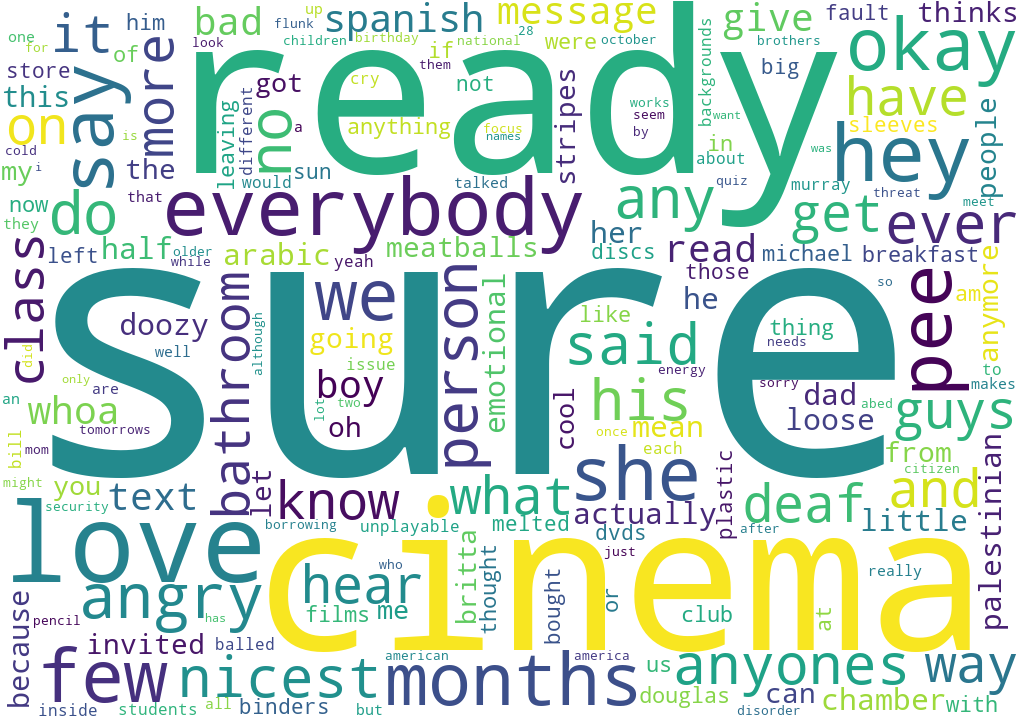 one for up him spanish message give fault thinks
it bad ready okay
look of flunk children birthday if national 28 october brothers
store got cry them were not big
this say more no a anything focus works seem by stripes backgrounds want have sleeves people
on is different leaving names in hey
cold i the would sun talked about was quiz murray threat meet
my that
now they do everybody any get ever
left half older arabic yeah meatballs her discs read michael breakfast
class while those so
sure we person emotional he am anymore
doozy bathroom going like said thing needs pee to
well although issue energy
did boy cool sorry dad makes
only are lot two his abed
an whoa oh once mean loose guys
tomorrows each
bill mom from citizen
might you text let know what she plastic deaf and palestinian
security borrowing unplayable melted actually little
love cinema dvds after
who britta thought just
angry hear really
because pencil has films me bought or club at
invited balled
few nicest american months america us anyones way
inside students all binders but douglas can chamber with
disorder